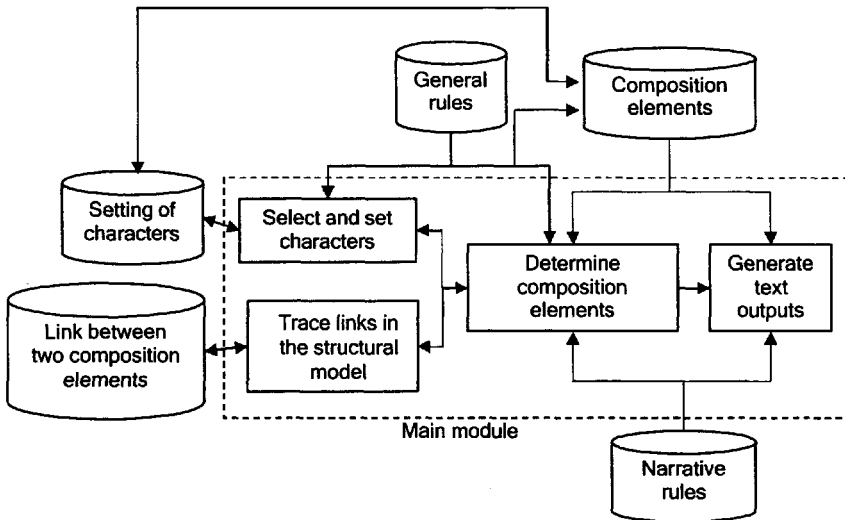 General
rules
Composition
elements
Setting of
characters
Select and set
characters
Determine
composition
elements
Generate
text
outputs
Link between
two composition
elements
Trace links in
the structural
model
Main module
Narrative
rules